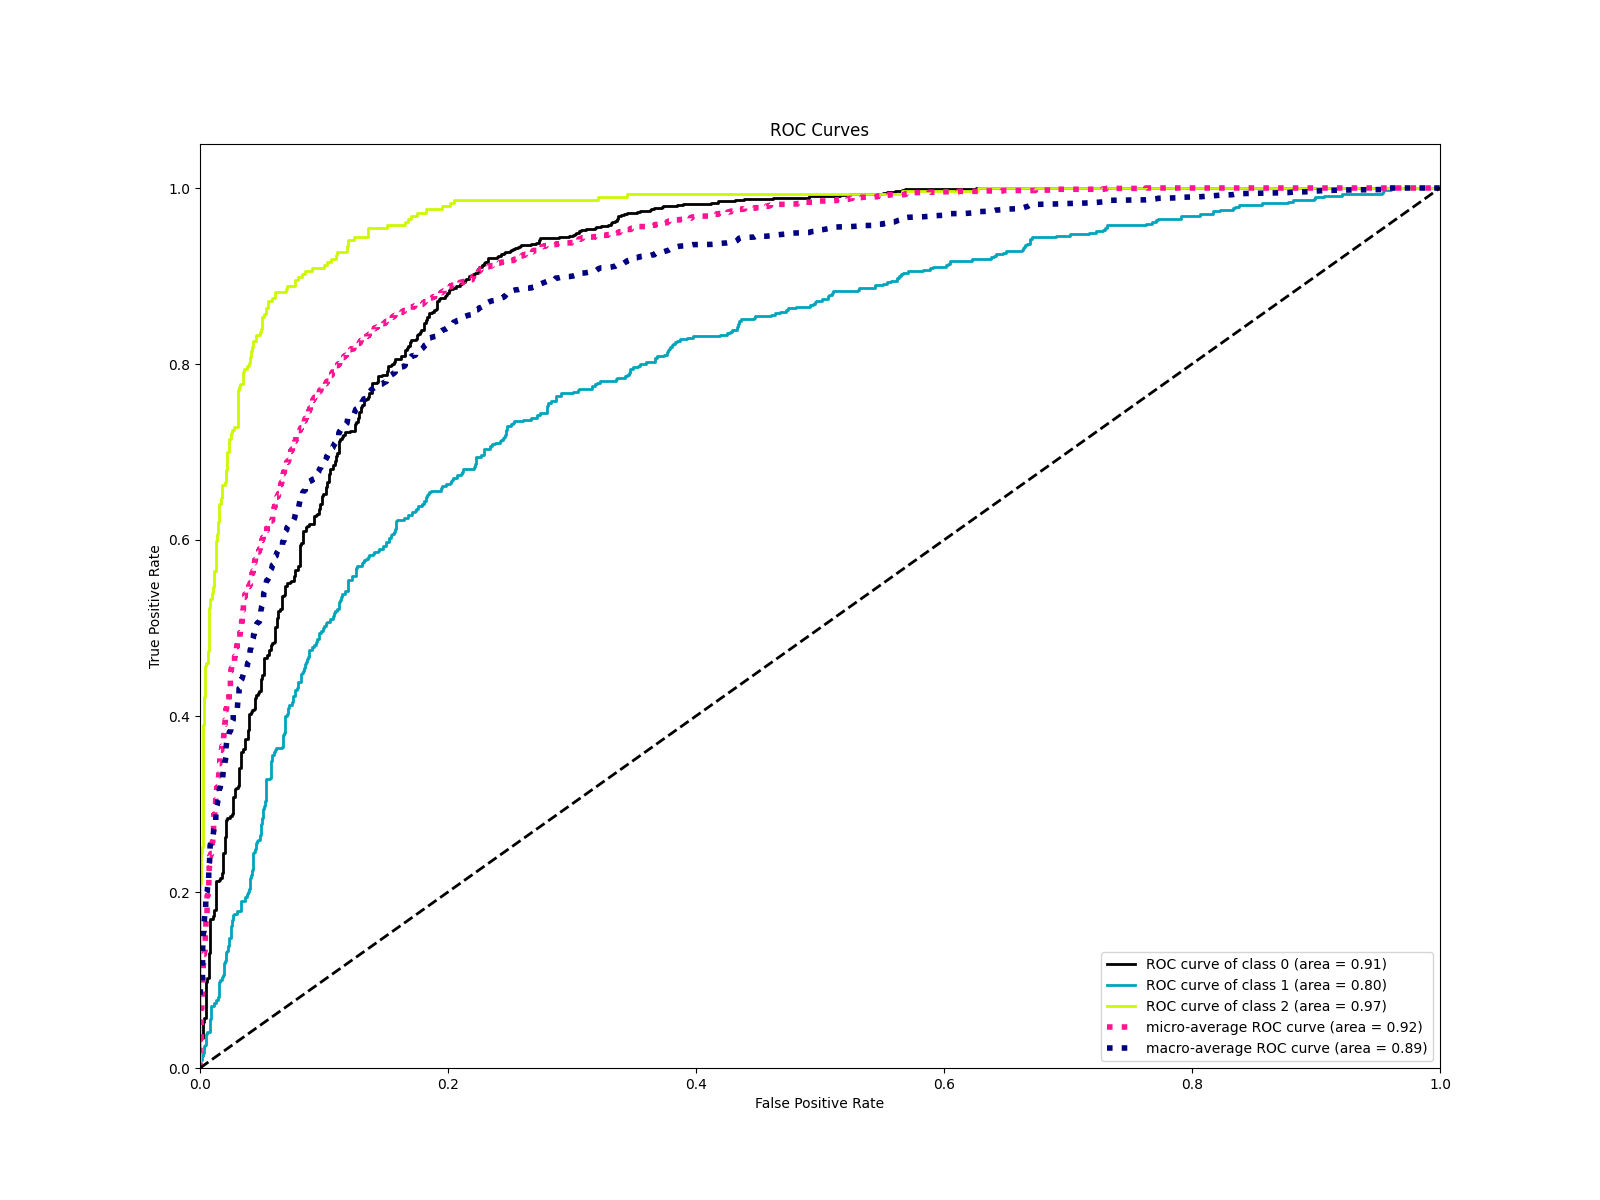 ROC Curves
True Positive Rate
1.0
0.8
0.6
0.4
0.2
0.0
0.0 0.2 0.4 0.6 0.8 1.0
False Positive Rate
ROC curve of class 0 (area = 0.91)
ROC curve of class 1 (area = 0.80)
ROC curve of class 2 (area = 0.97)
micro-average ROC curve (area = 0.92)
macro-average ROC curve (area = 0.89)